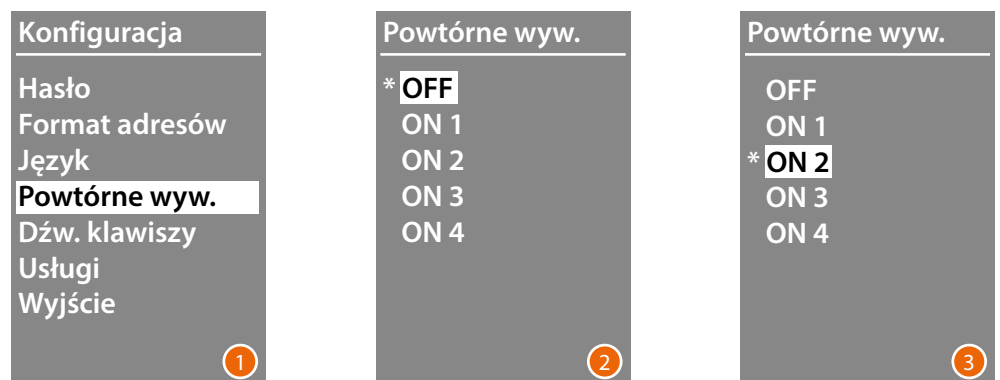 Konfiguracja
Hasło
Format adresów
Język
Powtórne wyw.
Dźw. klawiszy
Usługi
Wyjście
1
Powtórne wyw.
* OFF
ON 1
ON 2
ON 3
ON 4
2
Powtórne wyw.
OFF
ON 1
* ON 2
ON 3
ON 4
3